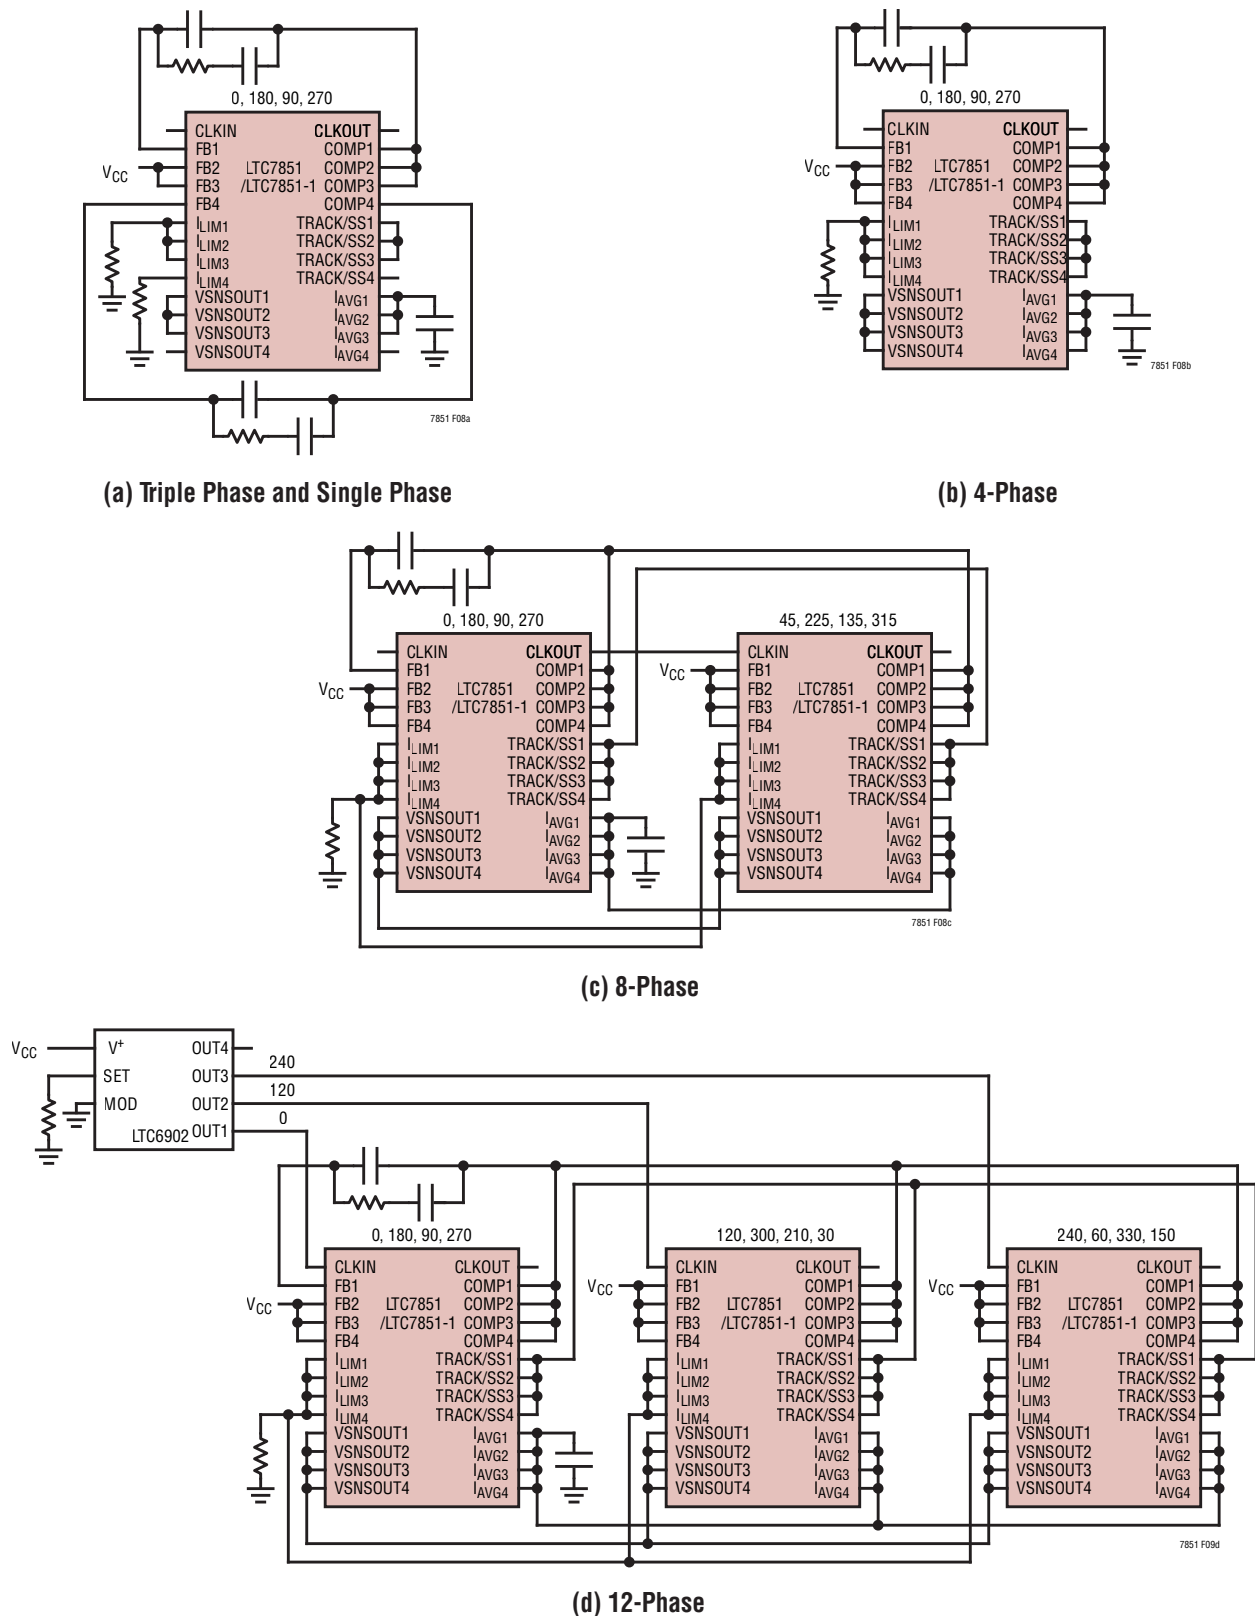 0, 180, 90, 270
CLKIN CLKOUT
FB1 COMP1
VCC FB2 LTC7851 COMP2
FB3 /LTC7851-1 COMP3
FB4 COMP4
ILIM1 TRACK/SS1
ILIM2 TRACK/SS2
ILIM3 TRACK/SS3
ILIM4 TRACK/SS4
VSNSOUT1 IAVG1
VSNSOUT2 IAVG2
VSNSOUT3 IAVG3
VSNSOUT4 IAVG4
7851 F08a
(a) Triple Phase and Single Phase
0, 180, 90, 270
CLKIN CLKOUT
FB1 COMP1
VCC FB2 LTC7851 COMP2
FB3 /LTC7851-1 COMP3
FB4 COMP4
ILIM1 TRACK/SS1
ILIM2 TRACK/SS2
ILIM3 TRACK/SS3
ILIM4 TRACK/SS4
VSNSOUT1 IAVG1
VSNSOUT2 IAVG2
VSNSOUT3 IAVG3
VSNSOUT4 IAVG4
7851 F08b
(b) 4-Phase
0, 180, 90, 270
CLKIN CLKOUT
FB1 COMP1
VCC FB2 LTC7851 COMP2
FB3 /LTC7851-1 COMP3
FB4 COMP4
ILIM1 TRACK/SS1
ILIM2 TRACK/SS2
ILIM3 TRACK/SS3
ILIM4 TRACK/SS4
VSNSOUT1 IAVG1
VSNSOUT2 IAVG2
VSNSOUT3 IAVG3
VSNSOUT4 IAVG4
45, 225, 135, 315
CLKIN CLKOUT
VCC FB1 COMP1
FB2 LTC7851 COMP2
FB3 /LTC7851-1 COMP3
FB4 COMP4
ILIM1 TRACK/SS1
ILIM2 TRACK/SS2
ILIM3 TRACK/SS3
ILIM4 TRACK/SS4
VSNSOUT1 IAVG1
VSNSOUT2 IAVG2
VSNSOUT3 IAVG3
VSNSOUT4 IAVG4
7851 F08c
(c) 8-Phase
VCC V+ OUT4
SET OUT3 240
MOD OUT2 120
LTC6902 OUT1 0
0, 180, 90, 270
CLKIN CLKOUT
FB1 COMP1
VCC FB2 LTC7851 COMP2
FB3 /LTC7851-1 COMP3
FB4 COMP4
ILIM1 TRACK/SS1
ILIM2 TRACK/SS2
ILIM3 TRACK/SS3
ILIM4 TRACK/SS4
VSNSOUT1 IAVG1
VSNSOUT2 IAVG2
VSNSOUT3 IAVG3
VSNSOUT4 IAVG4
120, 300, 210, 30
CLKIN CLKOUT
VCC FB1 COMP1
FB2 LTC7851 COMP2
FB3 /LTC7851-1 COMP3
FB4 COMP4
ILIM1 TRACK/SS1
ILIM2 TRACK/SS2
ILIM3 TRACK/SS3
ILIM4 TRACK/SS4
VSNSOUT1 IAVG1
VSNSOUT2 IAVG2
VSNSOUT3 IAVG3
VSNSOUT4 IAVG4
240, 60, 330, 150
CLKIN CLKOUT
VCC FB1 COMP1
FB2 LTC7851 COMP2
FB3 /LTC7851-1 COMP3
FB4 COMP4
ILIM1 TRACK/SS1
ILIM2 TRACK/SS2
ILIM3 TRACK/SS3
ILIM4 TRACK/SS4
VSNSOUT1 IAVG1
VSNSOUT2 IAVG2
VSNSOUT3 IAVG3
VSNSOUT4 IAVG4
7851 F09d
(d) 12-Phase